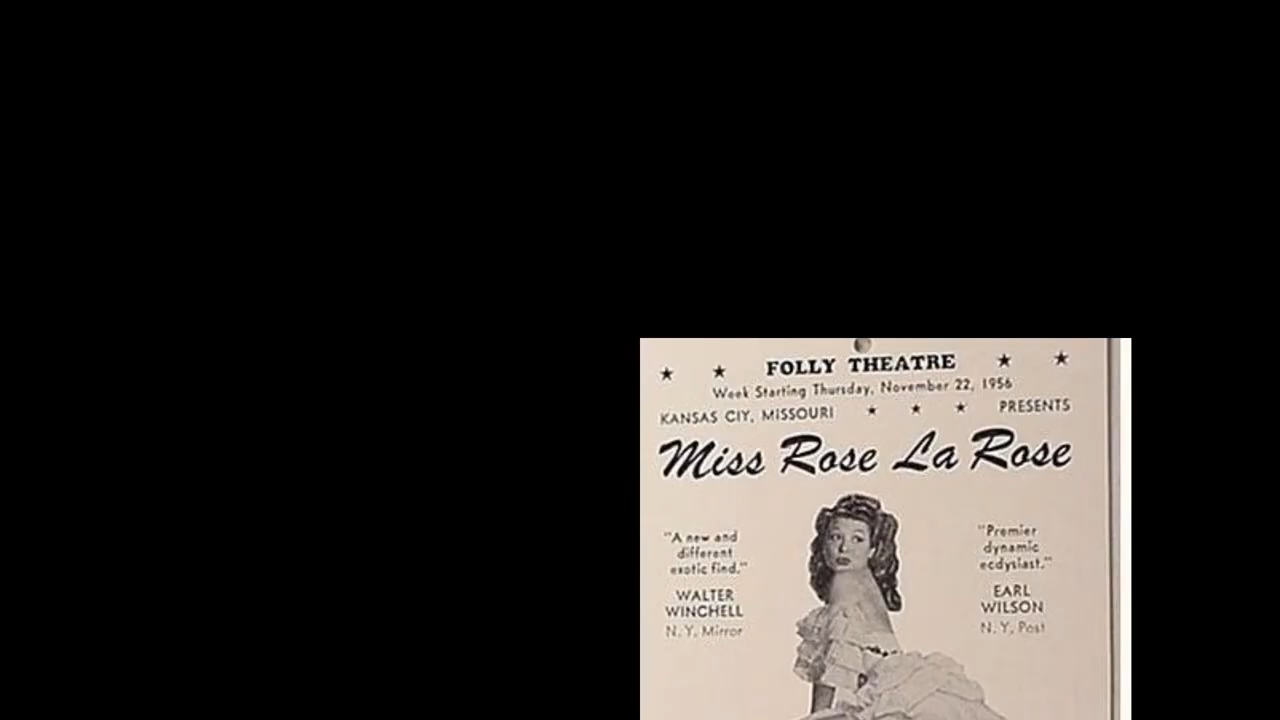 FOLLY THEATRE
Week Starting Thursday, November 22, 1956
KANSAS CIY, MISSOURI PRESENTS
Miss Rose La Rose
"A new and
different
exotic find."
WALTER
WINCHELL
N. Y. Mirror
"Premier
dynamic
ecdysiast."
EARL
WILSON
N. Y. Post